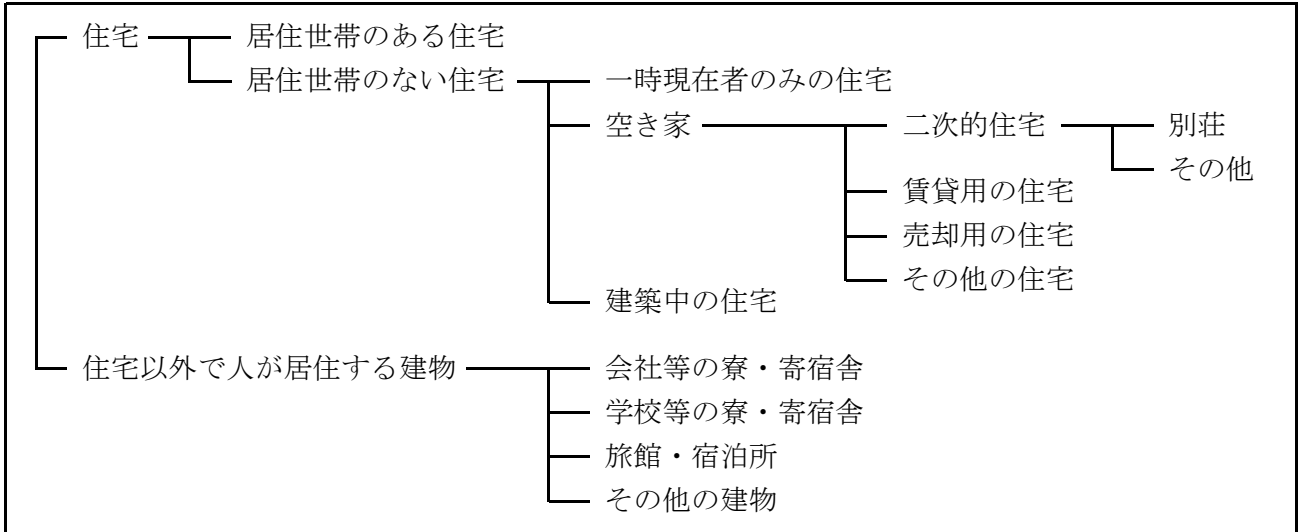 住宅 居住世帯のある住宅
居住世帯のない住宅 一時現在者のみの住宅
空き家 二次的住宅 別荘
その他
賃貸用の住宅
売却用の住宅
その他の住宅
建築中の住宅
住宅以外で人が居住する建物 会社等の寮・寄宿舎
学校等の寮・寄宿舎
旅館・宿泊所
その他の建物